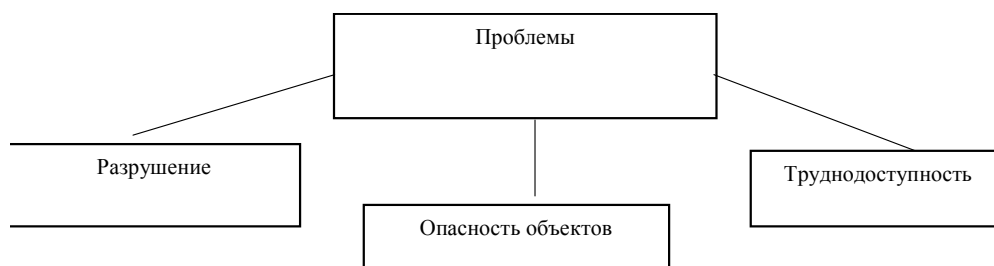 Проблемы
Разрушение
Опасность объектов
Труднодоступность